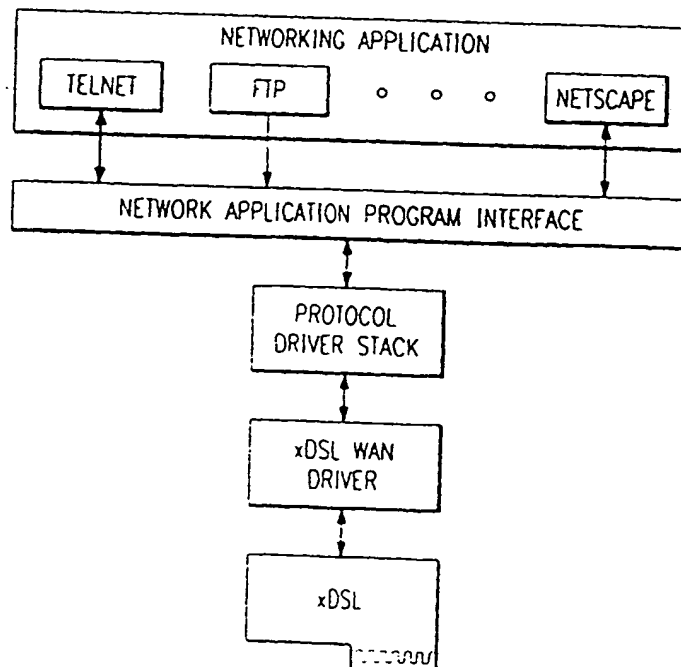 NETWORKING APPLICATION
TELNET
FTP
NETSCAPE
NETWORK APPLICATION PROGRAM INTERFACE
PROTOCOL
DRIVER STACK
xDSL WAN
DRIVER
xDSL